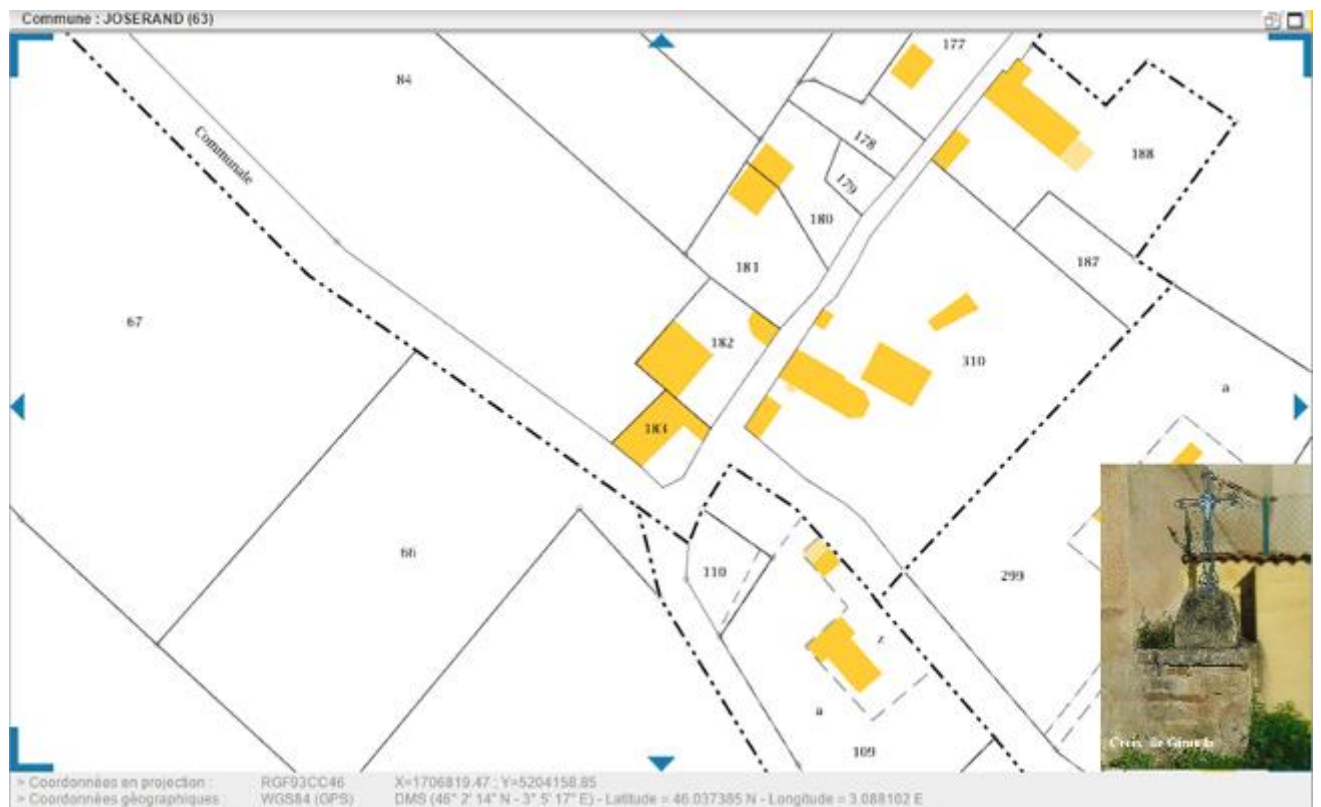 Commune : JOSERAND (63)
177
84
Communale
178
188
179
180
181
187
67
182
310
a
183
66
110
299
z
a
109
Croix de
> Coordonnées en projection : RGF93CC46 X=1706819.47 ; Y=5204158.85
> Coordonnées géographiques : WGS84 (GPS) DMS (46° 2' 14" N - 3° 5' 17" E) - Latitude = 46.037385 N - Longitude = 3.088102 E